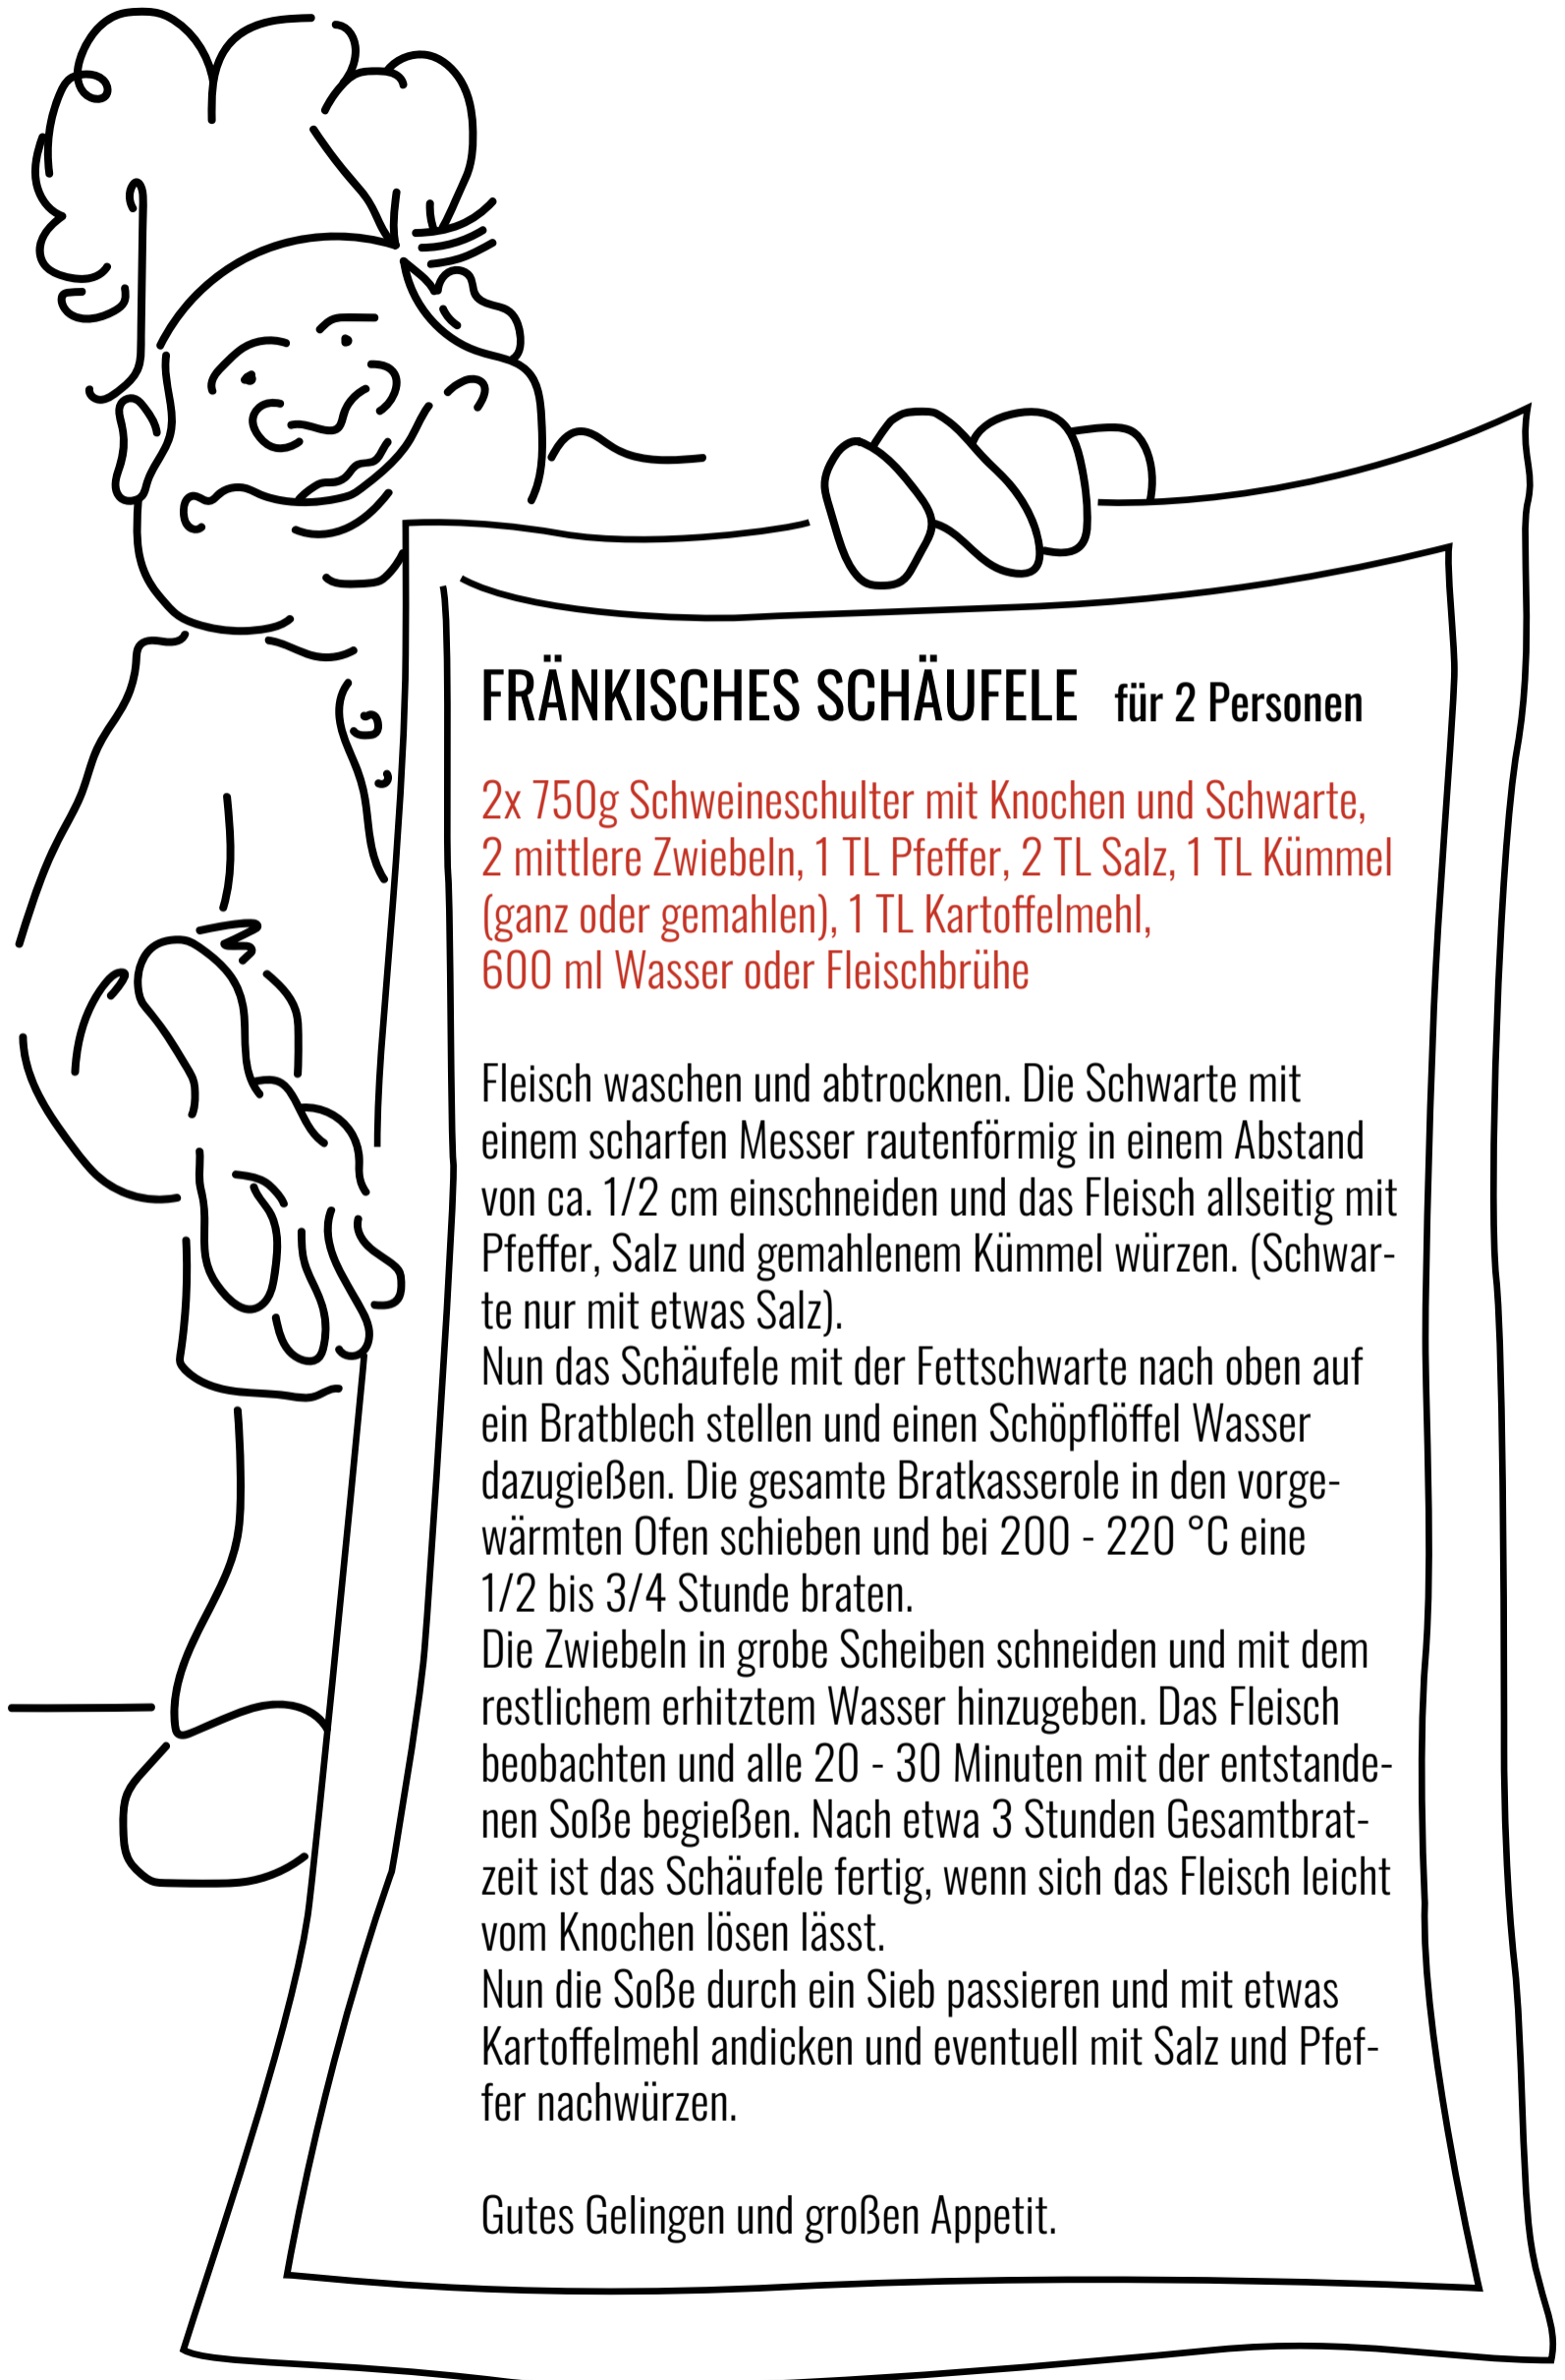 FRÄNKISCHES SCHÄUFELE für 2 Personen
2x 750g Schweineschulter mit Knochen und Schwarte,
2 mittlere Zwiebeln, 1 TL Pfeffer, 2 TL Salz, 1 TL Kümmel
(ganz oder gemahlen), 1 TL Kartoffelmehl,
600 ml Wasser oder Fleischbrühe
Fleisch waschen und abtrocknen. Die Schwarte mit
einem scharfen Messer rautenförmig in einem Abstand
von ca. 1/2 cm einschneiden und das Fleisch allseitig mit
Pfeffer, Salz und gemahlenem Kümmel würzen. (Schwar-
te nur mit etwas Salz).
Nun das Schäufele mit der Fettschwarte nach oben auf
ein Bratblech stellen und einen Schöpflöffel Wasser
dazugießen. Die gesamte Bratkasserole in den vorge-
wärmten Ofen schieben und bei 200 - 220 °C eine
1/2 bis 3/4 Stunde braten.
Die Zwiebeln in grobe Scheiben schneiden und mit dem
restlichem erhitztem Wasser hinzugeben. Das Fleisch
beobachten und alle 20 - 30 Minuten mit der entstande-
nen Soße begießen. Nach etwa 3 Stunden Gesamtbrat-
zeit ist das Schäufele fertig, wenn sich das Fleisch leicht
vom Knochen lösen lässt.
Nun die Soße durch ein Sieb passieren und mit etwas
Kartoffelmehl andicken und eventuell mit Salz und Pfef-
fer nachwürzen.
Gutes Gelingen und großen Appetit.